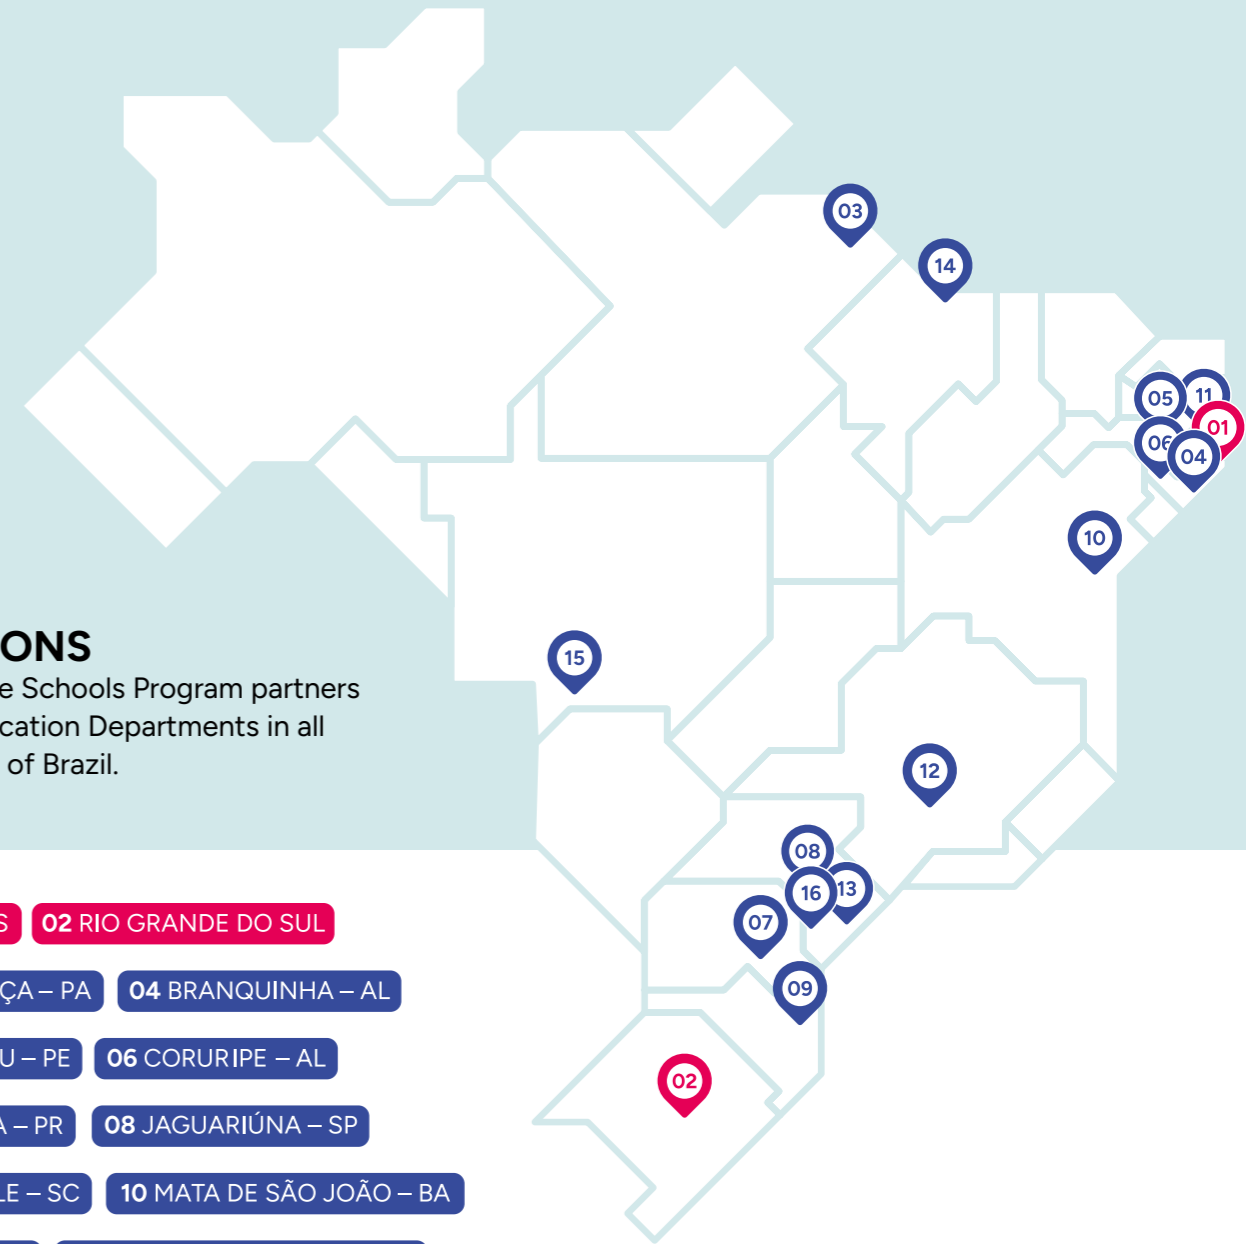 03
14
05
11
01
06
04
10
15
ONS
e Schools Program partners
cation Departments in all
of Brazil.
12
08
16
13
07
09
02
S 02 RIO GRANDE DO SUL
ÇA – PA 04 BRANQUINHA – AL
U – PE 06 CORURIPE – AL
A – PR 08 JAGUARIÚNA – SP
LE – SC 10 MATA DE SÃO JOÃO – BA